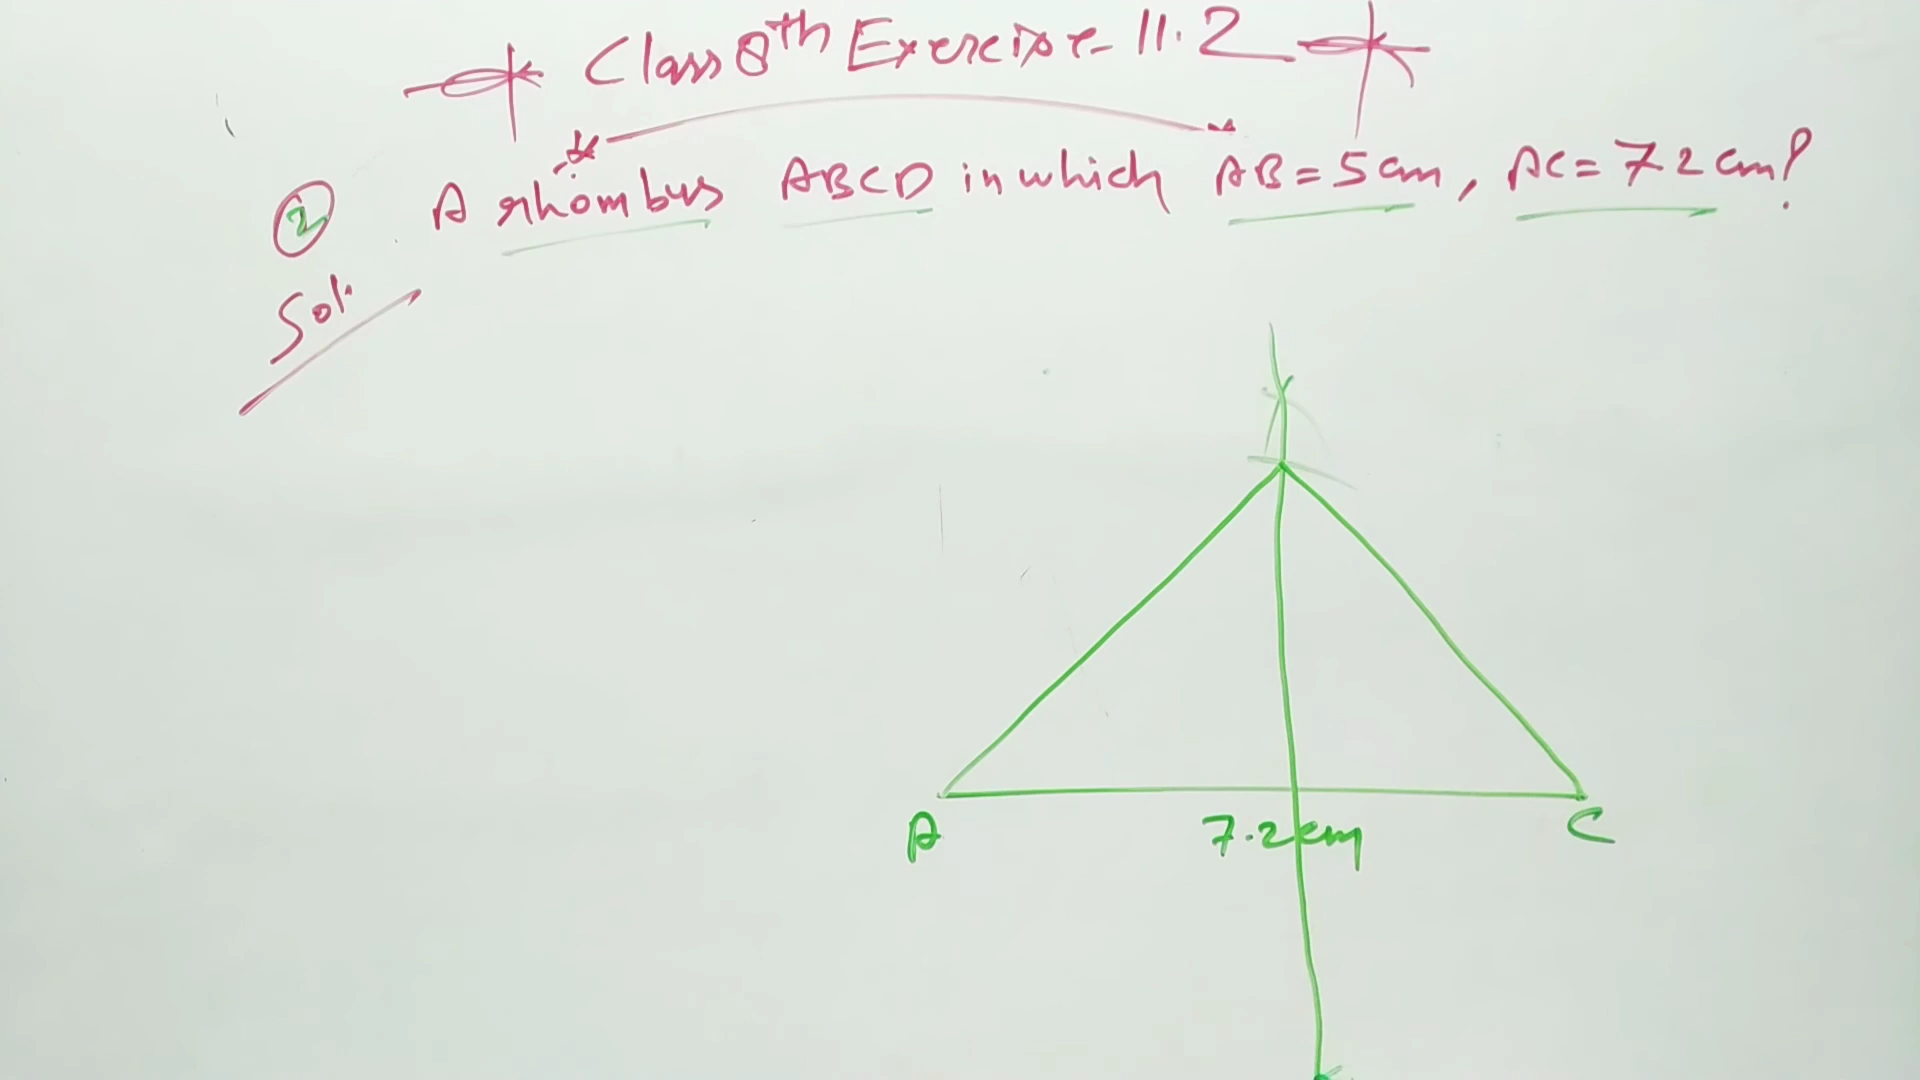 Class 8th Exercise - 11.2
② A rhombus ABCD in which AB = 5 cm, AC = 7.2 cm?
Sol.
A 7.2 cm C